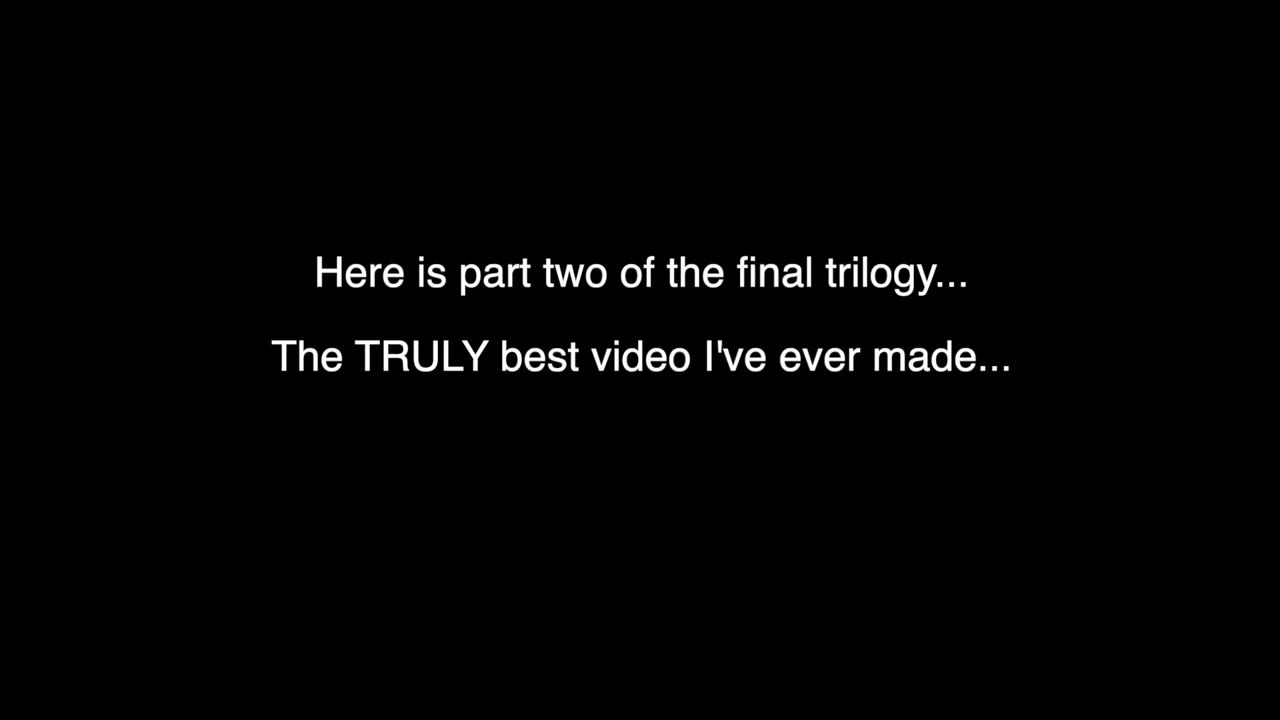 Here is part two of the final trilogy...
The TRULY best video I've ever made...